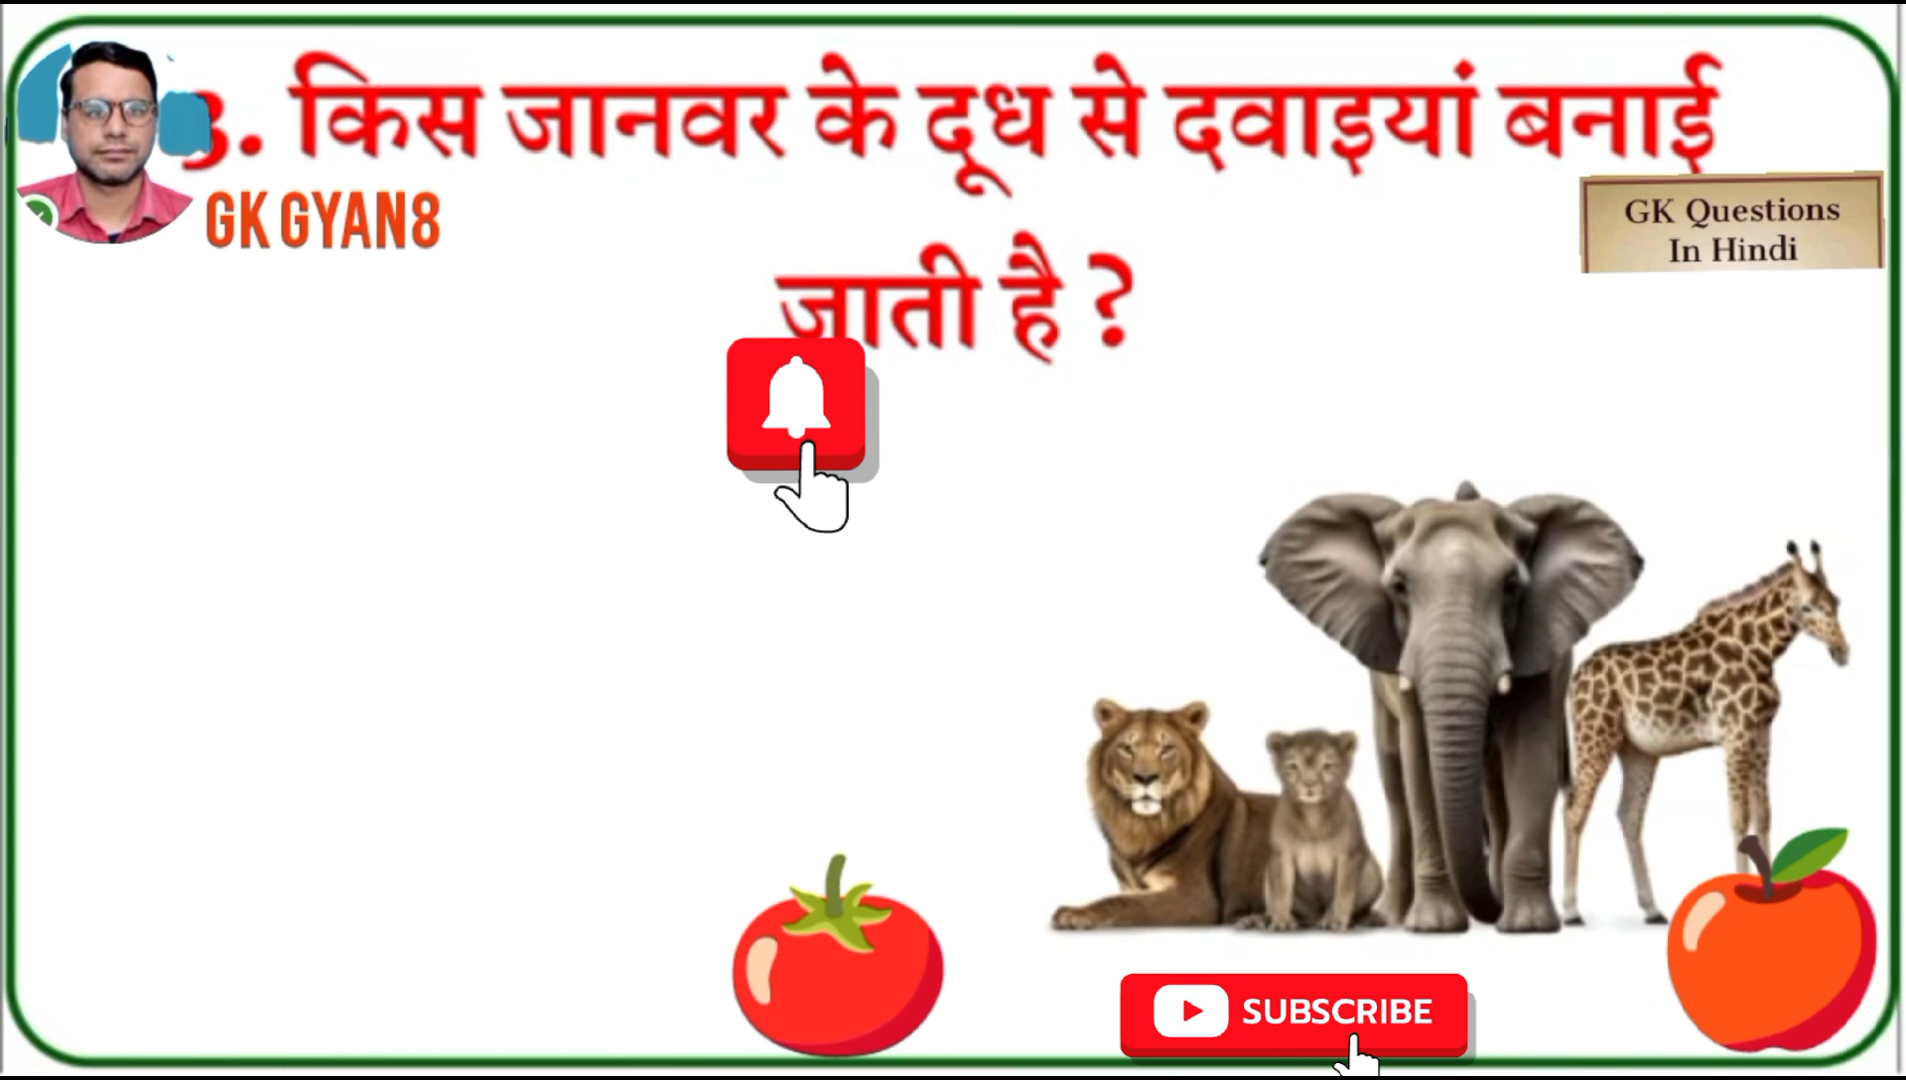 3. किस जानवर के दूध से दवाइयां बनाई
जाती है ?
GK GYAN8
GK Questions
In Hindi
SUBSCRIBE